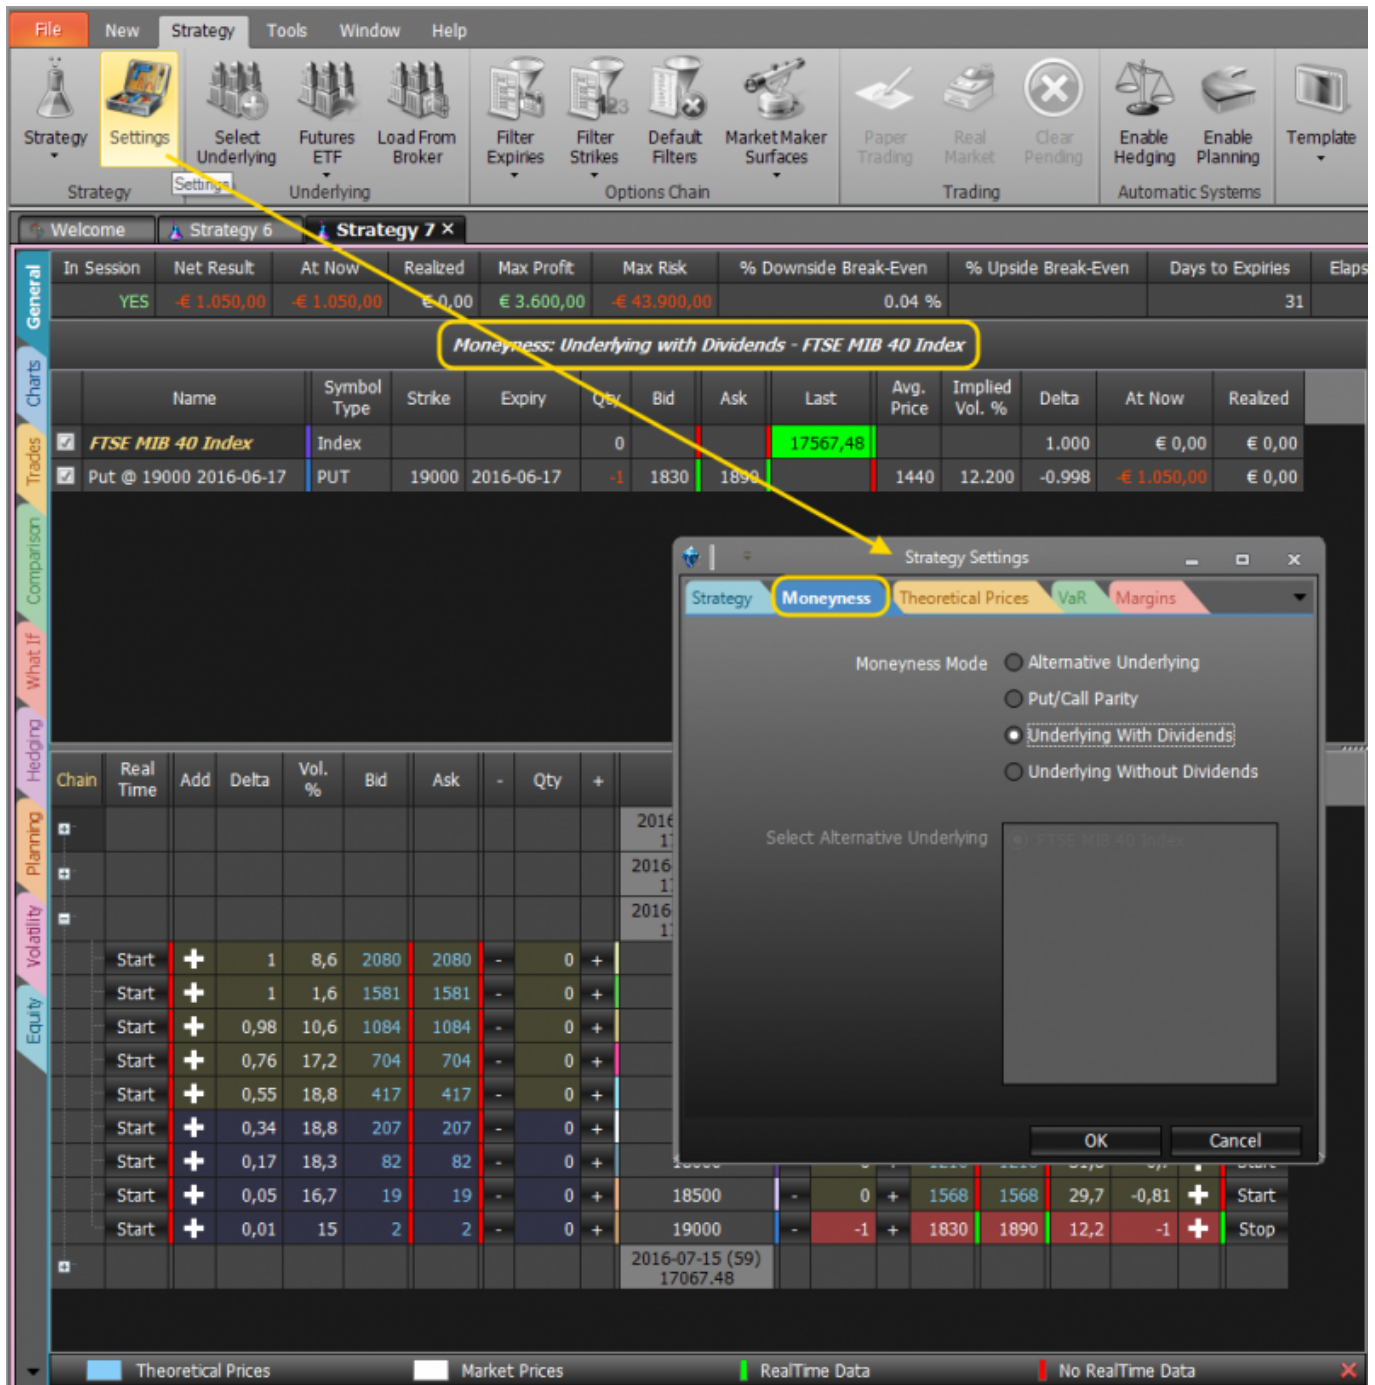 File New Strategy Tools Window Help
Strategy Settings Select Underlying Futures ETF Load From Broker Filter Expiries Filter Strikes Default Filters Market Maker Surfaces Paper Trading Real Market Clear Pending Enable Hedging Enable Planning Template
Strategy Settings Underlying Options Chain Trading Automatic Systems
Welcome Strategy 6 Strategy 7 ×
General
Charts
Trades
Comparison
What If
Hedging
Planning
Volatility
Equity
In Session Net Result At Now Realized Max Profit Max Risk % Downside Break-Even % Upside Break-Even Days to Expiries Elaps
YES -€ 1.050,00 -€ 1.050,00 € 0,00 € 3.600,00 -€ 43.900,00 0.04 % 31
Moneyness: Underlying with Dividends - FTSE MIB 40 Index
Name Symbol Type Strike Expiry Qty Bid Ask Last Avg. Price Implied Vol. % Delta At Now Realized
FTSE MIB 40 Index Index 0 17567,48 1.000 € 0,00 € 0,00
Put @ 19000 2016-06-17 PUT 19000 2016-06-17 -1 1830 1890 1440 12.200 -0.998 -€ 1.050,00 € 0,00
Strategy Settings
Strategy Moneyness Theoretical Prices VaR Margins
Moneyness Mode Alternative Underlying
Put/Call Parity
Underlying With Dividends
Underlying Without Dividends
Select Alternative Underlying FTSE MIB 40 Index
OK Cancel
Chain Real Time Add Delta Vol. % Bid Ask - Qty +
2016
2016
2016
Start + 1 8,6 2080 2080 - 0 +
Start + 1 1,6 1581 1581 - 0 +
Start + 0,98 10,6 1084 1084 - 0 +
Start + 0,76 17,2 704 704 - 0 +
Start + 0,55 18,8 417 417 - 0 +
Start + 0,34 18,8 207 207 - 0 +
Start + 0,17 18,3 82 82 - 0 +
Start + 0,05 16,7 19 19 - 0 + 18500 - 0 + 1568 1568 29,7 -0,81 + Start
Start + 0,01 15 2 2 - 0 + 19000 - -1 + 1830 1890 12,2 -1 + Stop
2016-07-15 (59)
17067.48
Theoretical Prices Market Prices RealTime Data No RealTime Data